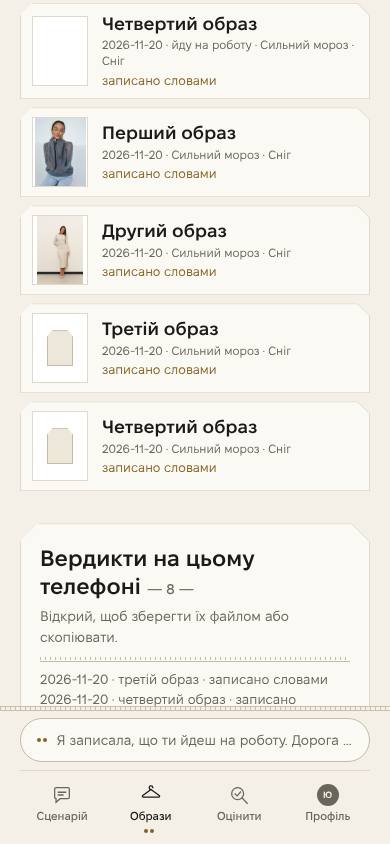 Четвертий образ
2026-11-20 · йду на роботу · Сильний мороз ·
Сніг
записано словами
Перший образ
2026-11-20 · Сильний мороз · Сніг
записано словами
Другий образ
2026-11-20 · Сильний мороз · Сніг
записано словами
Третій образ
2026-11-20 · Сильний мороз · Сніг
записано словами
Четвертий образ
2026-11-20 · Сильний мороз · Сніг
записано словами
Вердикти на цьому
телефоні — 8 —
Відкрий, щоб зберегти їх файлом або
скопіювати.
2026-11-20 · третій образ · записано словами
2026-11-20 · четвертий образ · записано
Я записала, що ти йдеш на роботу. Дорога ...
Сценарій
Образи
Оцінити
Ю
Профіль